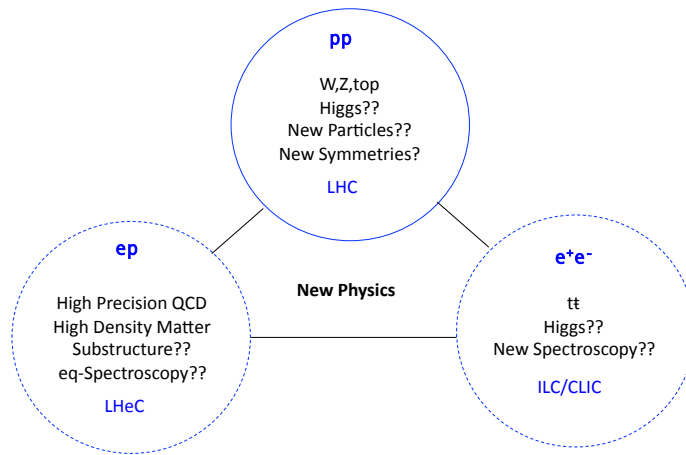 pp
W,Z,top
Higgs??
New Particles??
New Symmetries?
LHC
ep
High Precision QCD
High Density Matter
Substructure??
eq-Spectroscopy??
LHeC
New Physics
e⁺e⁻
tŧ
Higgs??
New Spectroscopy??
ILC/CLIC